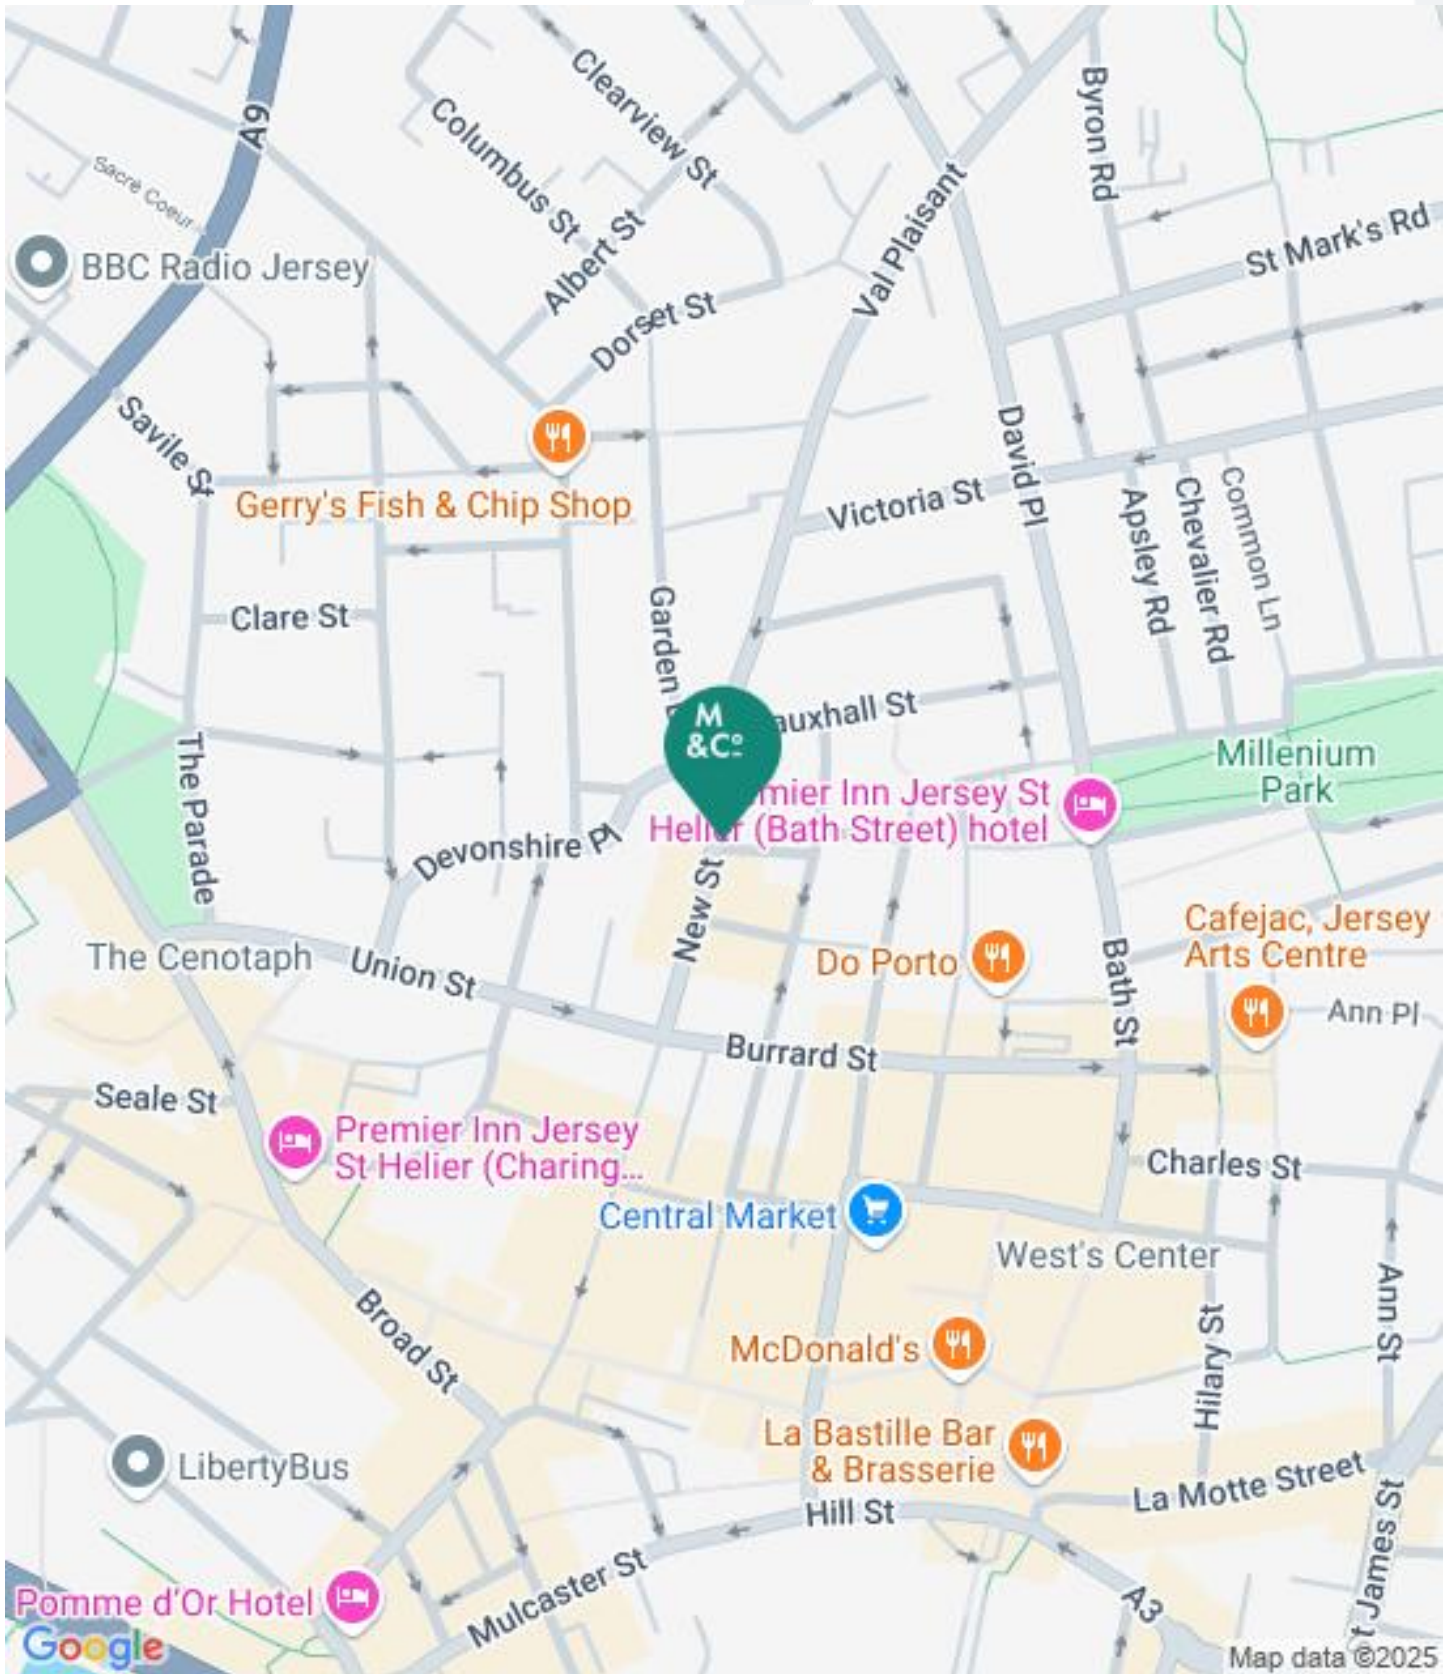 A9
Clearview St
Byron Rd
Columbus St
Sacré Coeur
Albert St
Val Plaisant
St Mark's Rd
BBC Radio Jersey
Dorset St
Savile St
David Pl
Gerry's Fish & Chip Shop
Victoria St
Apsley Rd
Chevalier Rd
Common Ln
Clare St
Garden
M
&Co
auxhall St
The Parade
Millenium
Park
mier Inn Jersey St
Helier (Bath Street) hotel
Devonshire Pl
New St
Cafejac, Jersey
Arts Centre
The Cenotaph
Union St
Do Porto
Bath St
Ann Pl
Burrard St
Seale St
Premier Inn Jersey
St Helier (Charing...
Charles St
Central Market
West's Center
Broad St
McDonald's
Hilary St
Ann St
La Bastille Bar
& Brasserie
LibertyBus
La Motte Street
Hill St
t James St
Pomme d'Or Hotel
Mulcaster St
A3
Google
Map data ©2025